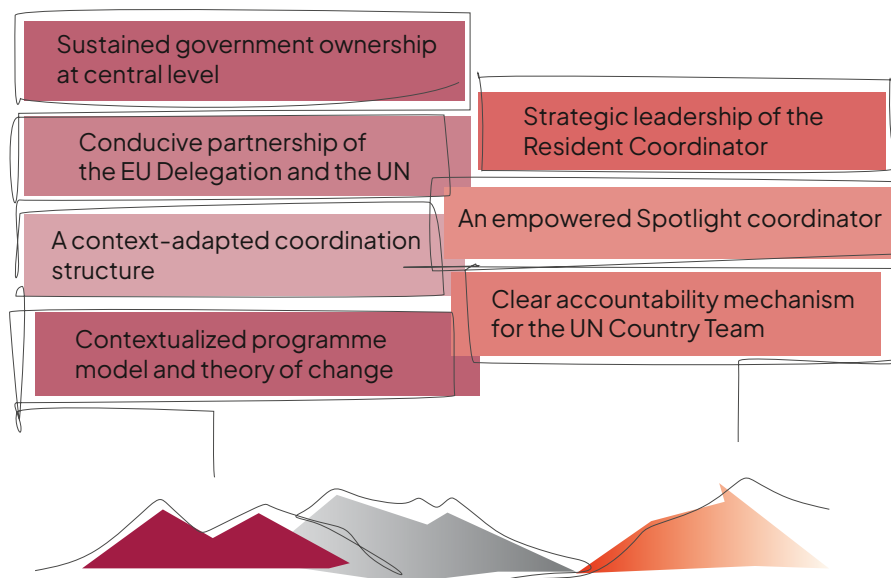 Sustained government ownership
at central level
Conducive partnership of
the EU Delegation and the UN
A context-adapted coordination
structure
Contextualized programme
model and theory of change
Strategic leadership of the
Resident Coordinator
An empowered Spotlight coordinator
Clear accountability mechanism
for the UN Country Team